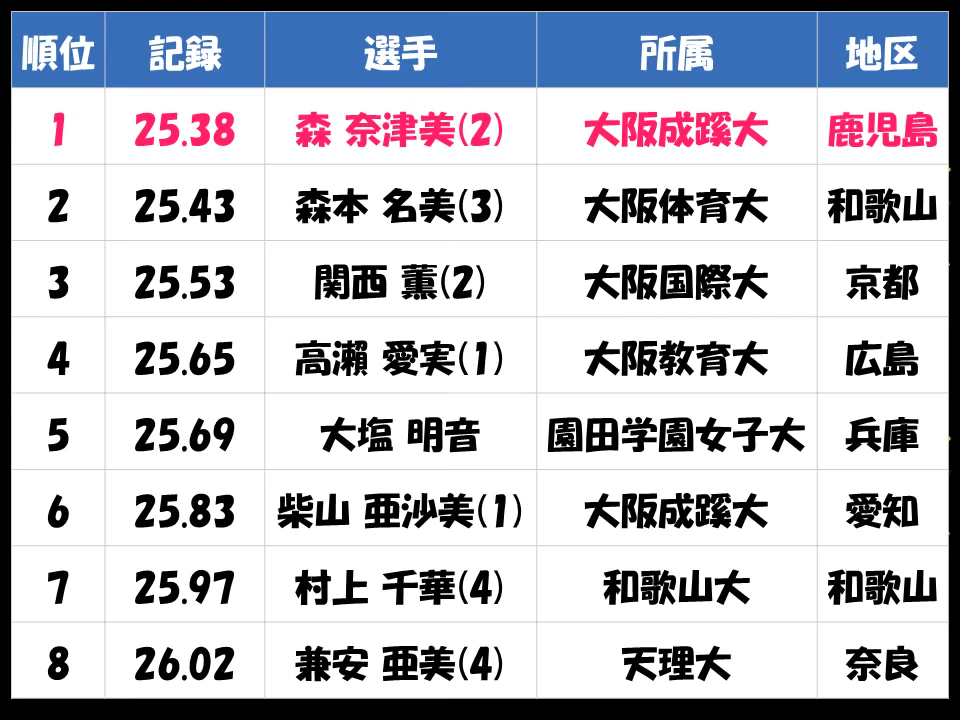 順位 記録 選手 所属 地区
1 25.38 森 奈津美(2) 大阪成蹊大 鹿児島
2 25.43 森本 名美(3) 大阪体育大 和歌山
3 25.53 関西 薫(2) 大阪国際大 京都
4 25.65 高瀬 愛実(1) 大阪教育大 広島
5 25.69 大塩 明音 園田学園女子大 兵庫
6 25.83 柴山 亜沙美(1) 大阪成蹊大 愛知
7 25.97 村上 千華(4) 和歌山大 和歌山
8 26.02 兼安 亜美(4) 天理大 奈良